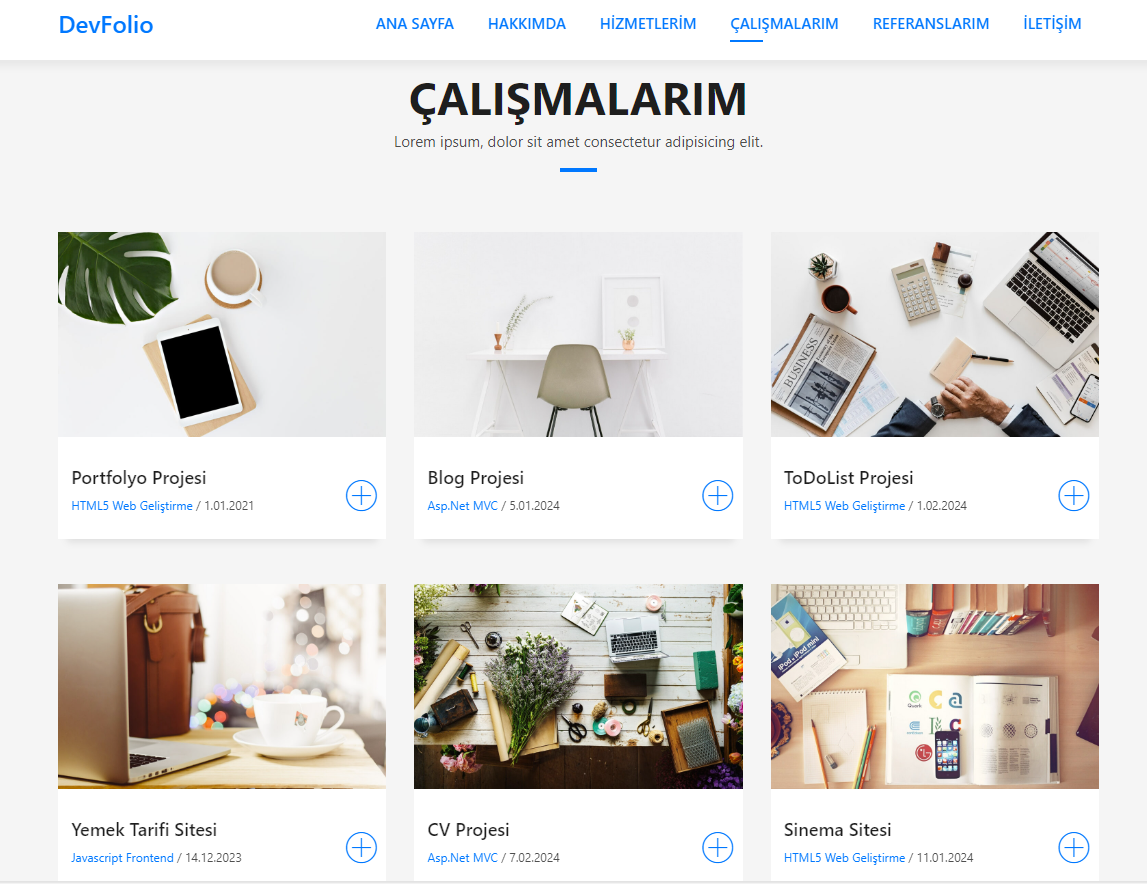 DevFolio
ANA SAYFA HAKKIMDA HİZMETLERİM ÇALIŞMALARIM REFERANSLARIM İLETİŞİM
ÇALIŞMALARIM
Lorem ipsum, dolor sit amet consectetur adipisicing elit.
BUSINESS
Portfolyo Projesi
HTML5 Web Geliştirme / 1.01.2021
Blog Projesi
Asp.Net MVC / 5.01.2024
ToDoList Projesi
HTML5 Web Geliştirme / 1.02.2024
iPod + iPod mini
Yemek Tarifi Sitesi
Javascript Frontend / 14.12.2023
CV Projesi
Asp.Net MVC / 7.02.2024
Sinema Sitesi
HTML5 Web Geliştirme / 11.01.2024